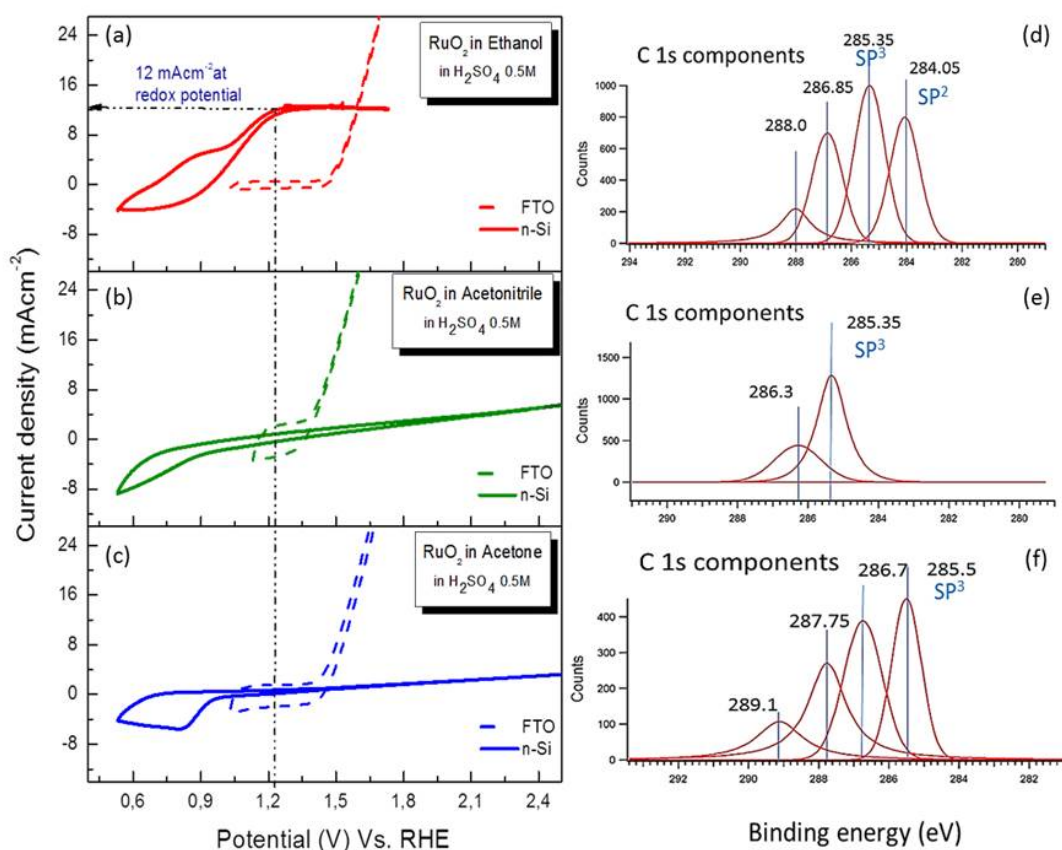 Current density (mAcm⁻²)
(a)
24
16
8
0
-8
12 mAcm⁻² at
redox potential
RuO₂ in Ethanol
in H₂SO₄ 0.5M
FTO
n-Si
(b)
24
16
8
0
-8
RuO₂ in Acetonitrile
in H₂SO₄ 0.5M
FTO
n-Si
(c)
24
16
8
0
-8
RuO₂ in Acetone
in H₂SO₄ 0.5M
FTO
n-Si
0,6 0,9 1,2 1,5 1,8 2,1 2,4
Potential (V) Vs. RHE
(d)
C 1s components
285.35
SP³
284.05
SP²
286.85
288.0
Counts
1000
800
600
400
200
0
294 292 290 288 286 284 282 280
(e)
C 1s components
285.35
SP³
286.3
Counts
1500
1000
500
0
290 288 286 284 282 280
(f)
C 1s components
286.7
285.5
SP³
287.75
289.1
Counts
400
300
200
100
0
292 290 288 286 284 282
Binding energy (eV)